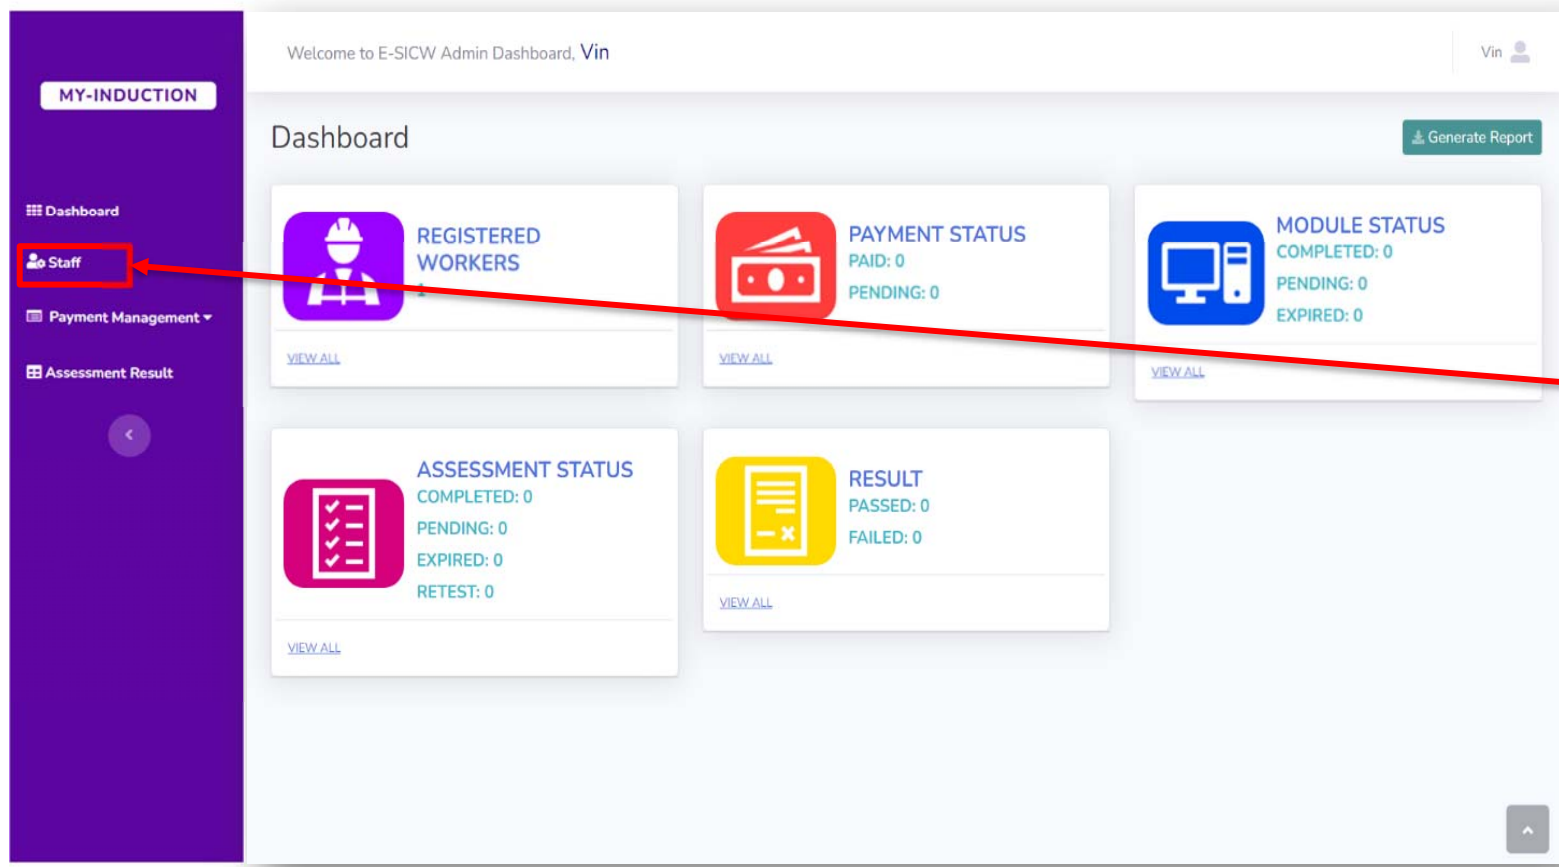 Welcome to E-SICW Admin Dashboard, Vin
Vin
MY-INDUCTION
Dashboard
Staff
Payment Management
Assessment Result
Dashboard
Generate Report
REGISTERED
WORKERS
1
VIEW ALL
PAYMENT STATUS
PAID: 0
PENDING: 0
VIEW ALL
MODULE STATUS
COMPLETED: 0
PENDING: 0
EXPIRED: 0
VIEW ALL
ASSESSMENT STATUS
COMPLETED: 0
PENDING: 0
EXPIRED: 0
RETEST: 0
VIEW ALL
RESULT
PASSED: 0
FAILED: 0
VIEW ALL